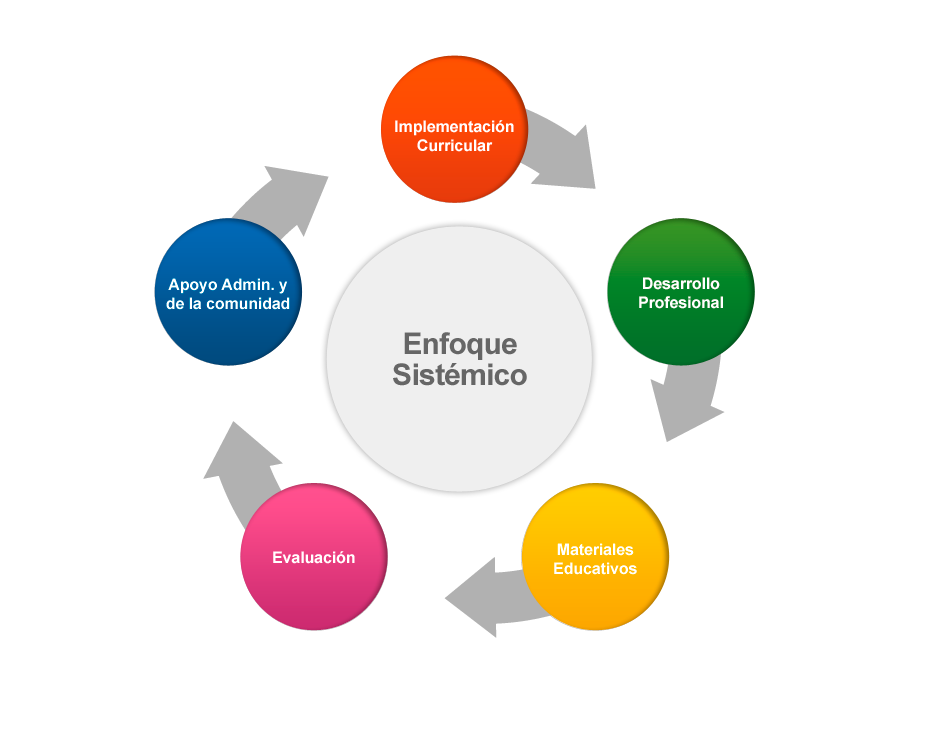 Implementación
Curricular
Apoyo Admin. y
de la comunidad
Desarrollo
Profesional
Enfoque
Sistémico
Evaluación
Materiales
Educativos